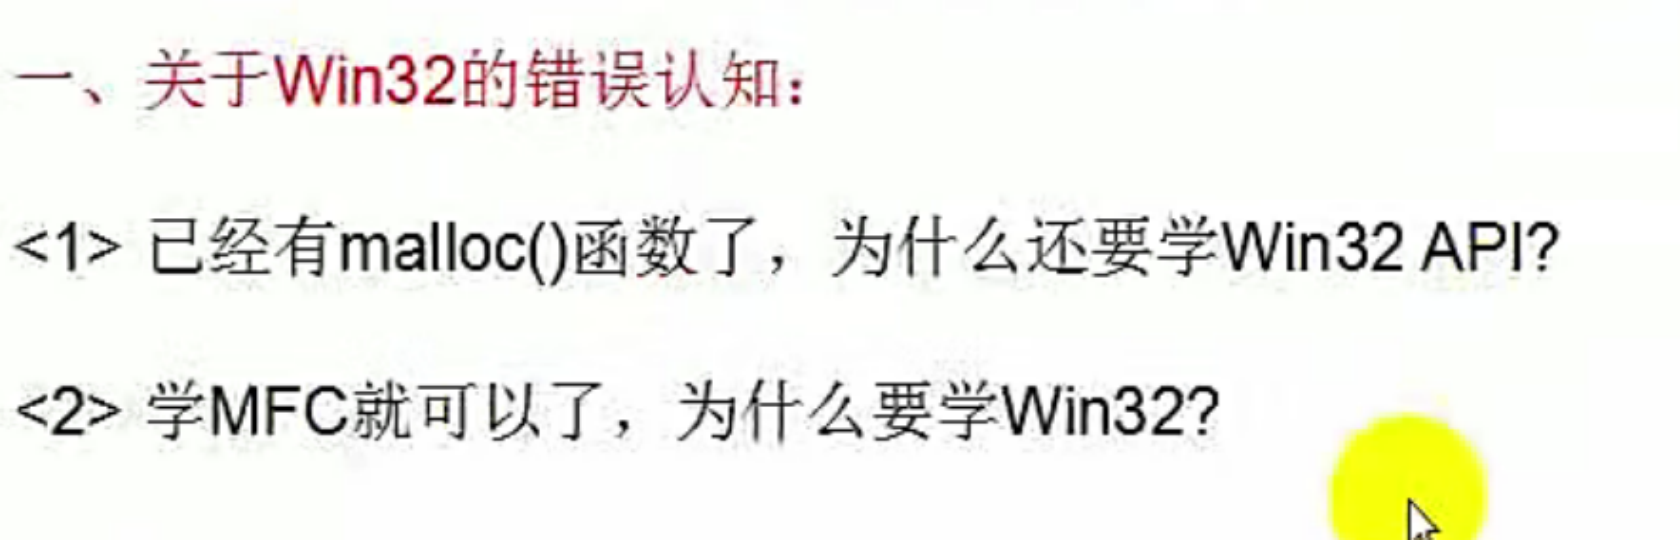 一、关于Win32的错误认知：
<1> 已经有malloc()函数了，为什么还要学Win32 API?
<2> 学MFC就可以了，为什么要学Win32?